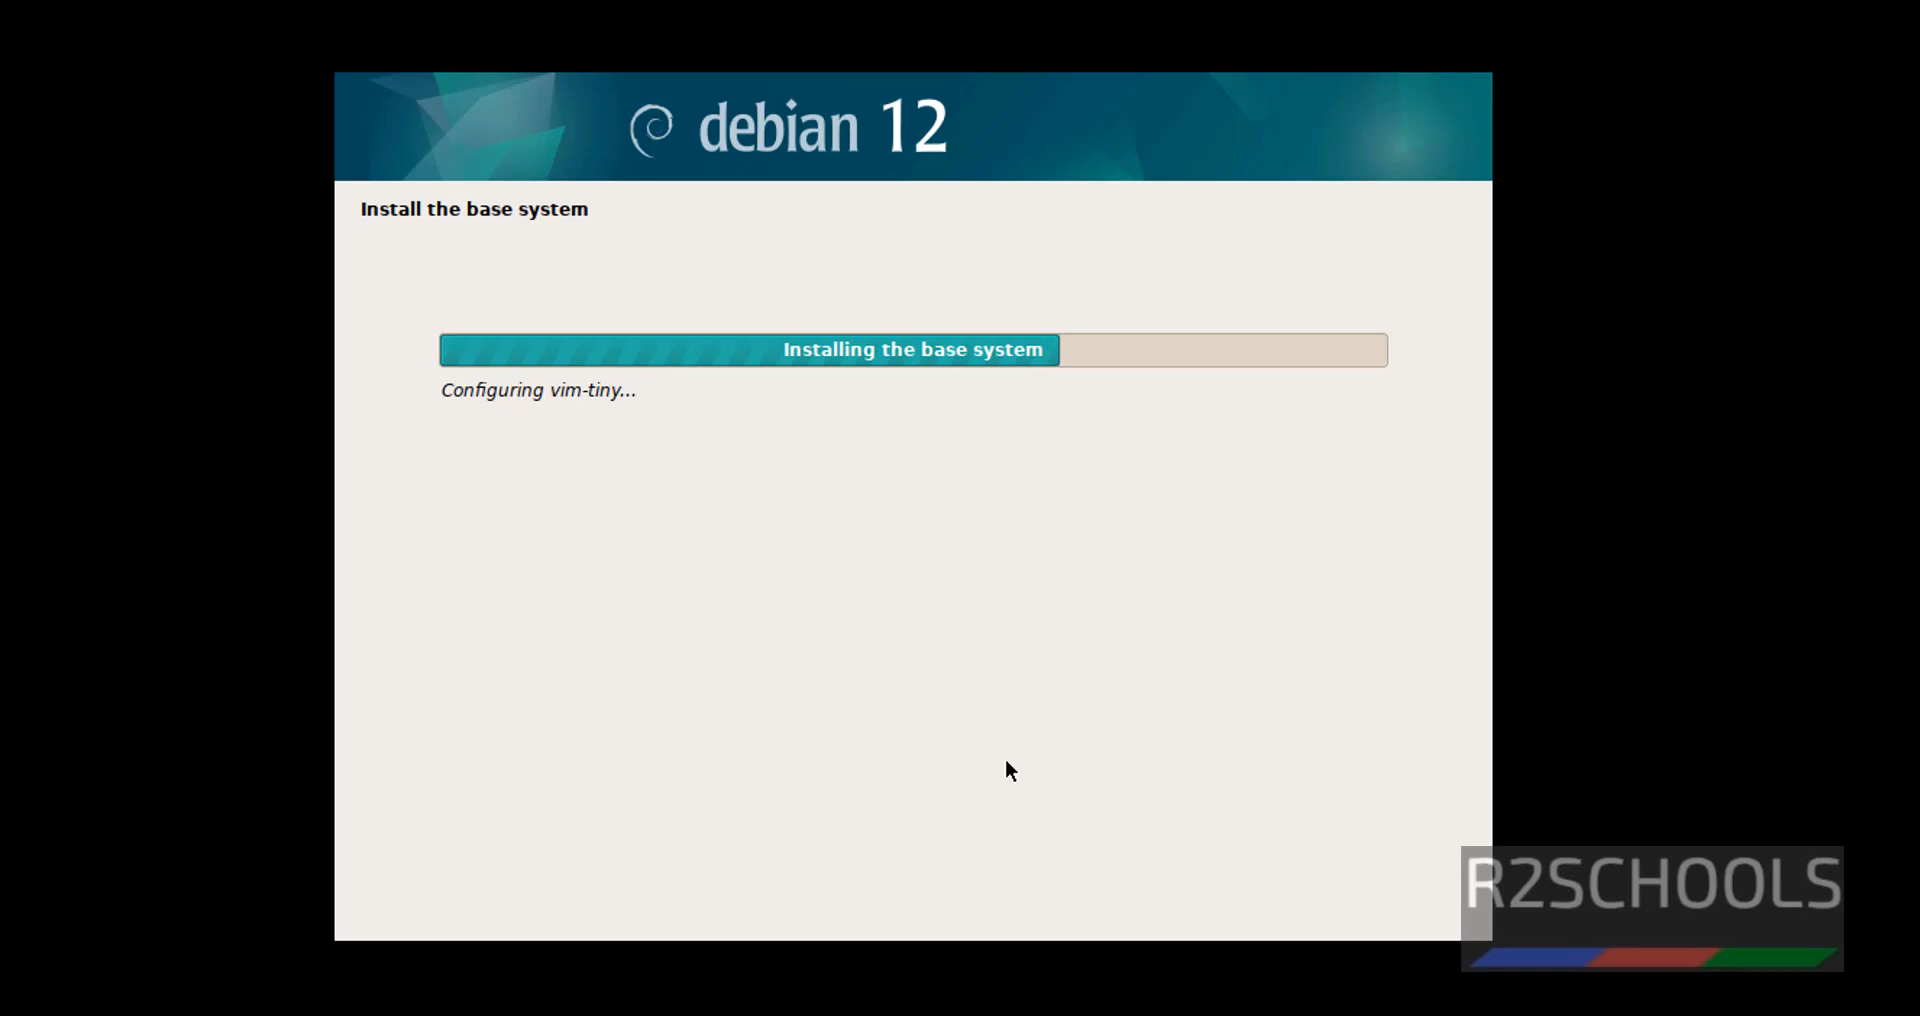 debian 12
Install the base system
Installing the base system
Configuring vim-tiny...
R2SCHOOLS